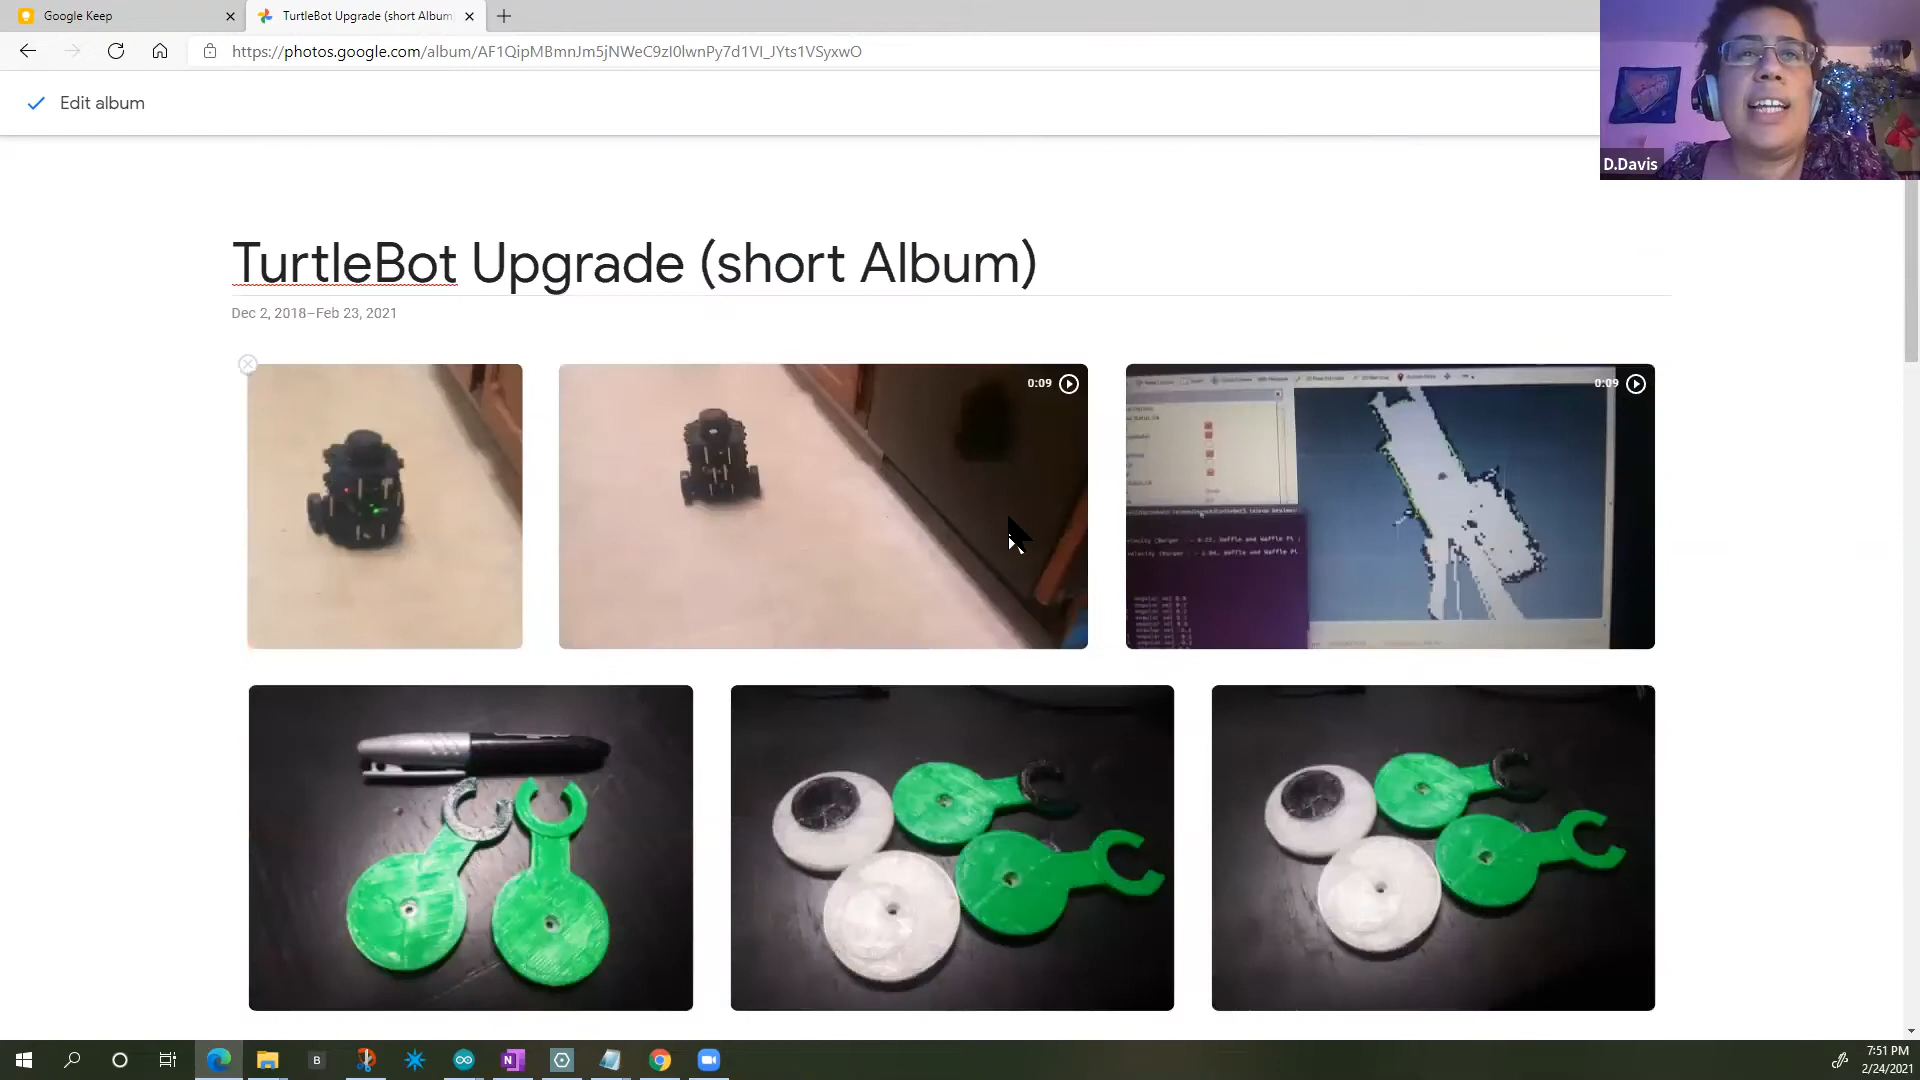 Google Keep
TurtleBot Upgrade (short Album)
https://photos.google.com/album/AF1QipMBmnJm5jNWeC9zI0lwnPy7d1VI_JYts1VSyxwO
Edit album
D.Davis
TurtleBot Upgrade (short Album)
Dec 2, 2018–Feb 23, 2021
0:09
0:09
B
N
7:51 PM
2/24/2021